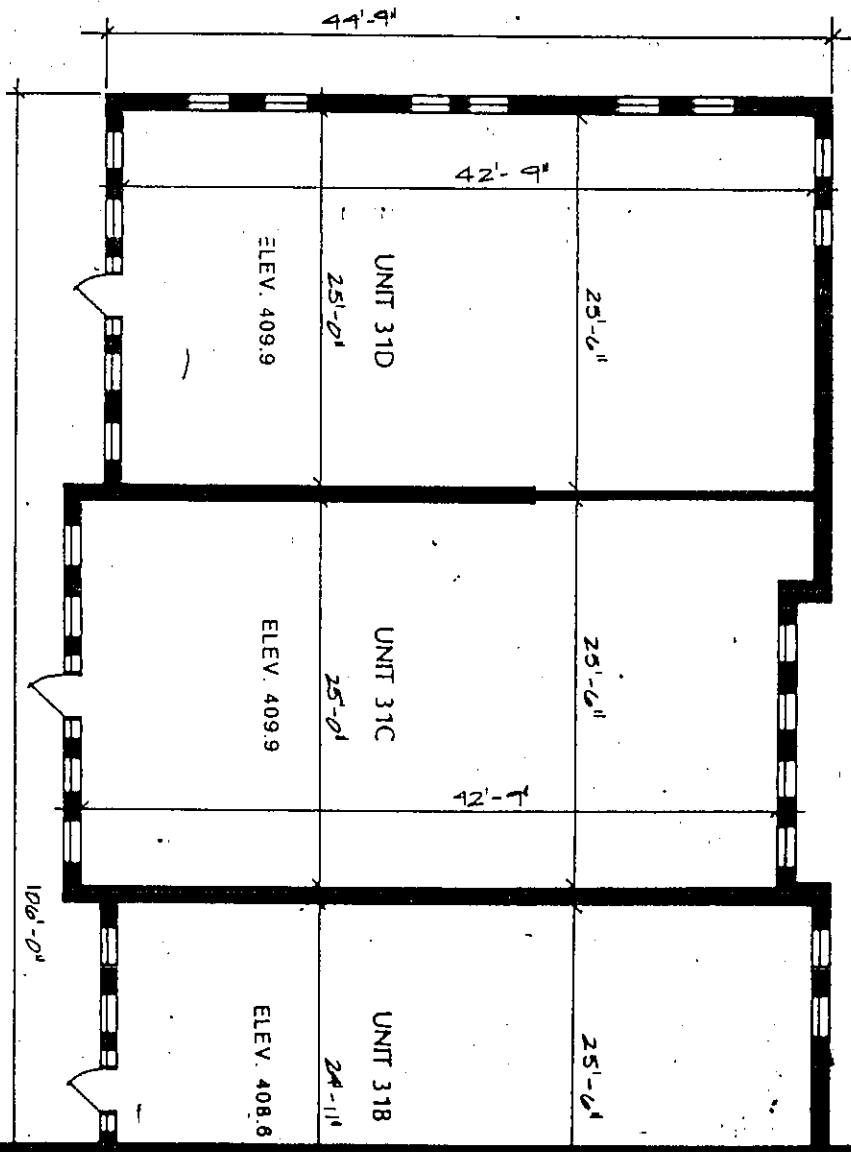 44'-9"
42'-9"
25'-6"
UNIT 31D
25'-0"
ELEV. 409.9
25'-6"
UNIT 31C
25'-0"
ELEV. 409.9
42'-9"
106'-0"
25'-6"
UNIT 31B
24'-11"
ELEV. 408.6